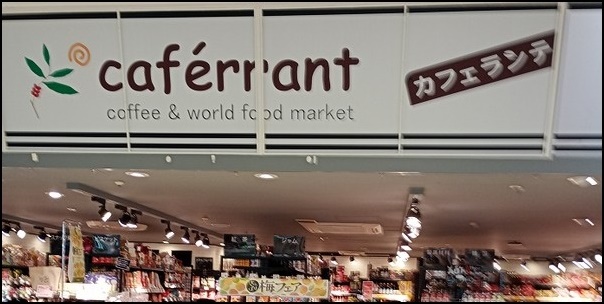 caférrant
カフェランテ
coffee & world food market
梅フェア